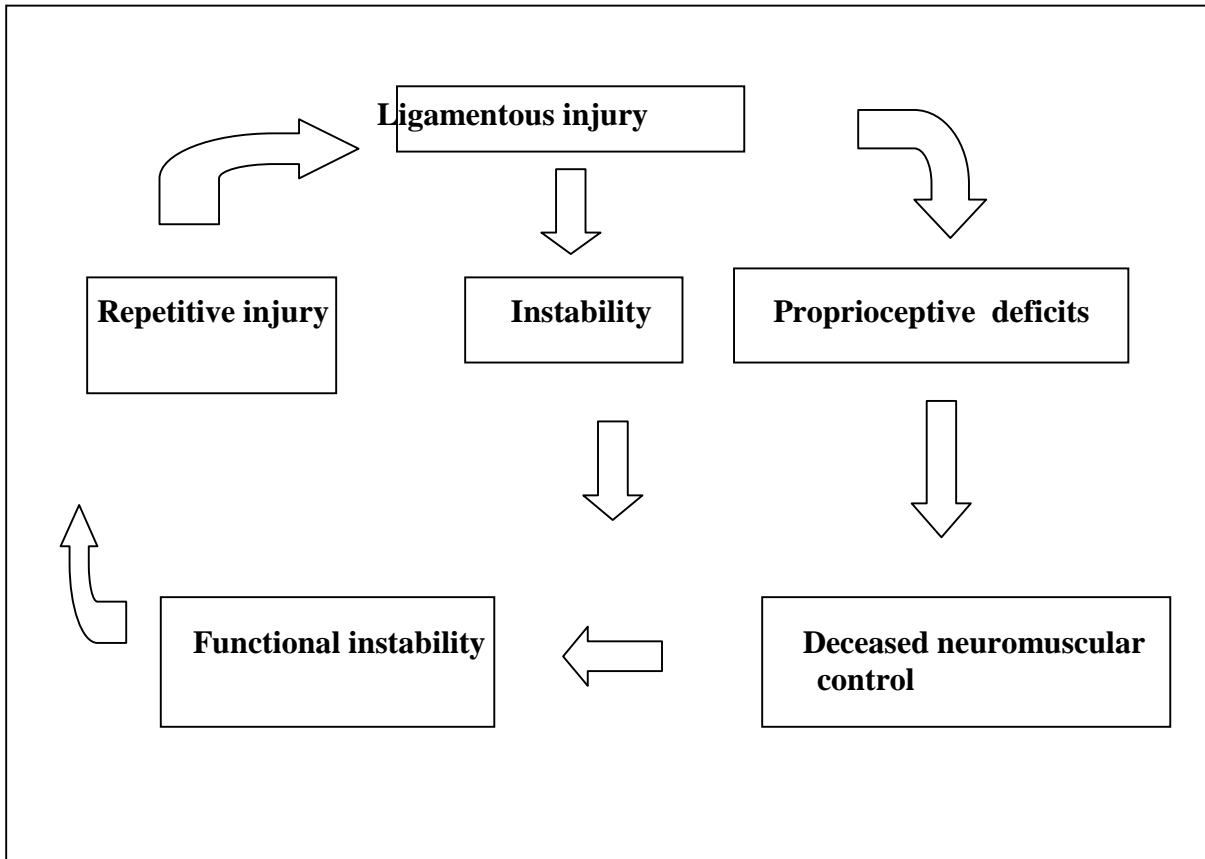 Ligamentous injury
Repetitive injury
Instability
Proprioceptive deficits
Functional instability
Deceased neuromuscular
control